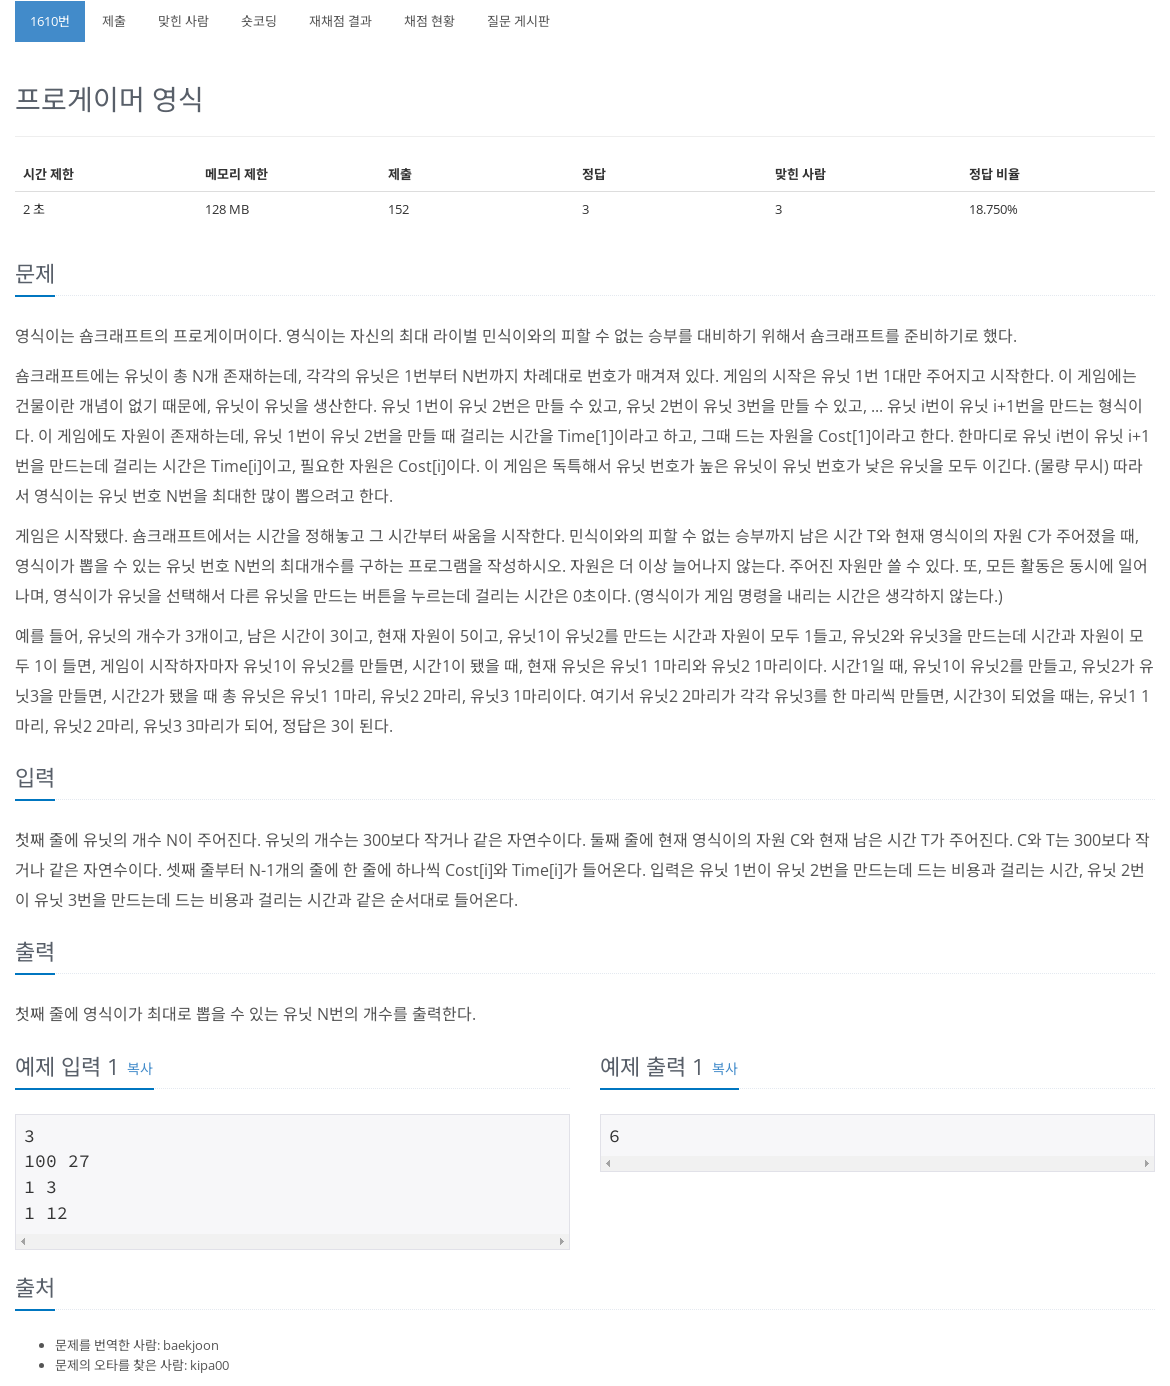 1610번 제출 맞힌 사람 숏코딩 재채점 결과 채점 현황 질문 게시판
프로게이머 영식
시간 제한 메모리 제한 제출 정답 맞힌 사람 정답 비율
2 초 128 MB 152 3 3 18.750%
문제
영식이는 숌크래프트의 프로게이머이다. 영식이는 자신의 최대 라이벌 민식이와의 피할 수 없는 승부를 대비하기 위해서 숌크래프트를 준비하기로 했다.
숌크래프트에는 유닛이 총 N개 존재하는데, 각각의 유닛은 1번부터 N번까지 차례대로 번호가 매겨져 있다. 게임의 시작은 유닛 1번 1대만 주어지고 시작한다. 이 게임에는
건물이란 개념이 없기 때문에, 유닛이 유닛을 생산한다. 유닛 1번이 유닛 2번은 만들 수 있고, 유닛 2번이 유닛 3번을 만들 수 있고, ... 유닛 i번이 유닛 i+1번을 만드는 형식이
다. 이 게임에도 자원이 존재하는데, 유닛 1번이 유닛 2번을 만들 때 걸리는 시간을 Time[1]이라고 하고, 그때 드는 자원을 Cost[1]이라고 한다. 한마디로 유닛 i번이 유닛 i+1
번을 만드는데 걸리는 시간은 Time[i]이고, 필요한 자원은 Cost[i]이다. 이 게임은 독특해서 유닛 번호가 높은 유닛이 유닛 번호가 낮은 유닛을 모두 이긴다. (물량 무시) 따라
서 영식이는 유닛 번호 N번을 최대한 많이 뽑으려고 한다.
게임은 시작됐다. 숌크래프트에서는 시간을 정해놓고 그 시간부터 싸움을 시작한다. 민식이와의 피할 수 없는 승부까지 남은 시간 T와 현재 영식이의 자원 C가 주어졌을 때,
영식이가 뽑을 수 있는 유닛 번호 N번의 최대개수를 구하는 프로그램을 작성하시오. 자원은 더 이상 늘어나지 않는다. 주어진 자원만 쓸 수 있다. 또, 모든 활동은 동시에 일어
나며, 영식이가 유닛을 선택해서 다른 유닛을 만드는 버튼을 누르는데 걸리는 시간은 0초이다. (영식이가 게임 명령을 내리는 시간은 생각하지 않는다.)
예를 들어, 유닛의 개수가 3개이고, 남은 시간이 3이고, 현재 자원이 5이고, 유닛1이 유닛2를 만드는 시간과 자원이 모두 1들고, 유닛2와 유닛3을 만드는데 시간과 자원이 모
두 1이 들면, 게임이 시작하자마자 유닛1이 유닛2를 만들면, 시간1이 됐을 때, 현재 유닛은 유닛1 1마리와 유닛2 1마리이다. 시간1일 때, 유닛1이 유닛2를 만들고, 유닛2가 유
닛3을 만들면, 시간2가 됐을 때 총 유닛은 유닛1 1마리, 유닛2 2마리, 유닛3 1마리이다. 여기서 유닛2 2마리가 각각 유닛3를 한 마리씩 만들면, 시간3이 되었을 때는, 유닛1 1
마리, 유닛2 2마리, 유닛3 3마리가 되어, 정답은 3이 된다.
입력
첫째 줄에 유닛의 개수 N이 주어진다. 유닛의 개수는 300보다 작거나 같은 자연수이다. 둘째 줄에 현재 영식이의 자원 C와 현재 남은 시간 T가 주어진다. C와 T는 300보다 작
거나 같은 자연수이다. 셋째 줄부터 N-1개의 줄에 한 줄에 하나씩 Cost[i]와 Time[i]가 들어온다. 입력은 유닛 1번이 유닛 2번을 만드는데 드는 비용과 걸리는 시간, 유닛 2번
이 유닛 3번을 만드는데 드는 비용과 걸리는 시간과 같은 순서대로 들어온다.
출력
첫째 줄에 영식이가 최대로 뽑을 수 있는 유닛 N번의 개수를 출력한다.
예제 입력 1 복사
3
100 27
1 3
1 12
예제 출력 1 복사
6
출처
문제를 번역한 사람: baekjoon
문제의 오타를 찾은 사람: kipa00